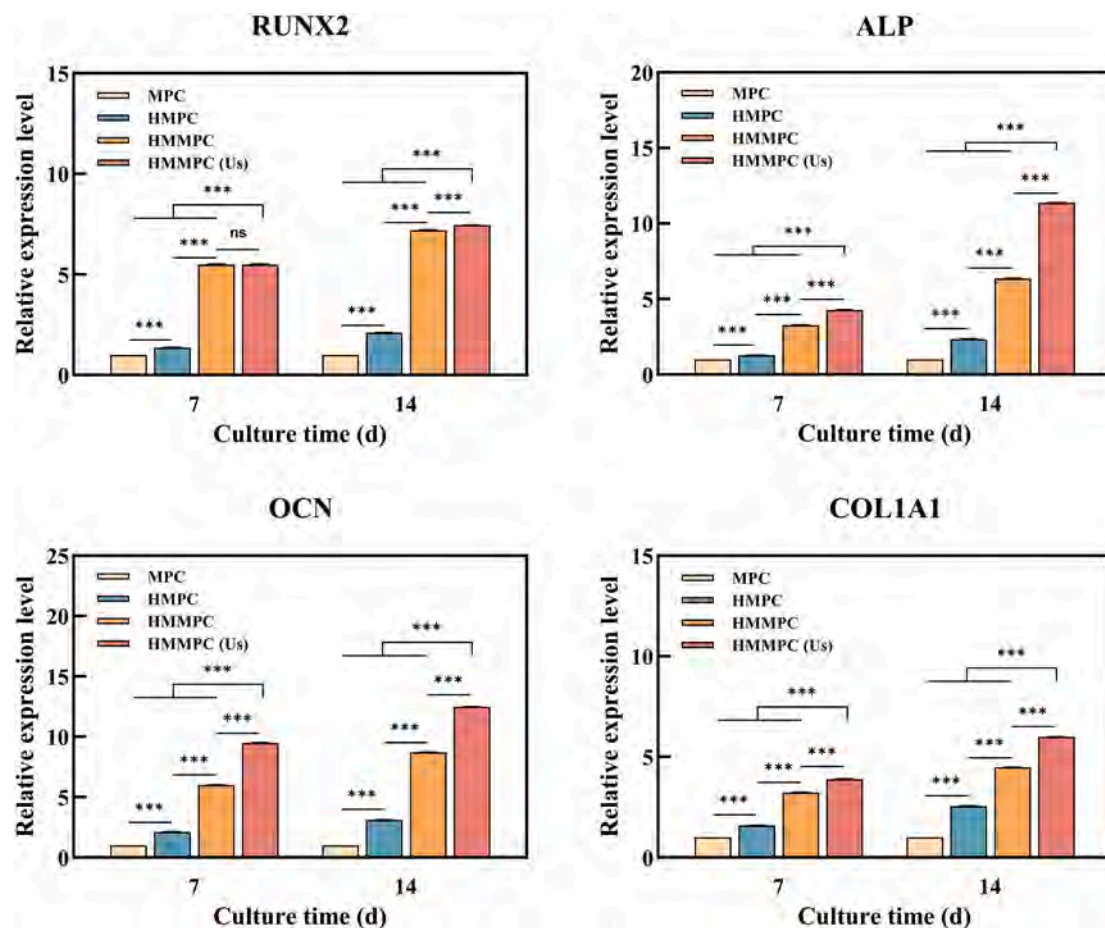 RUNX2
Relative expression level
15
10
5
0
MPC
HMPC
HMMPC
HMMPC (Us)
***
***
ns
***
***
***
***
***
7
14
Culture time (d)
ALP
Relative expression level
20
15
10
5
0
MPC
HMPC
HMMPC
HMMPC (Us)
***
***
***
***
***
***
***
***
7
14
Culture time (d)
OCN
Relative expression level
25
20
15
10
5
0
MPC
HMPC
HMMPC
HMMPC (Us)
***
***
***
***
***
***
***
***
7
14
Culture time (d)
COL1A1
Relative expression level
15
10
5
0
MPC
HMPC
HMMPC
HMMPC (Us)
***
***
***
***
***
***
***
***
7
14
Culture time (d)